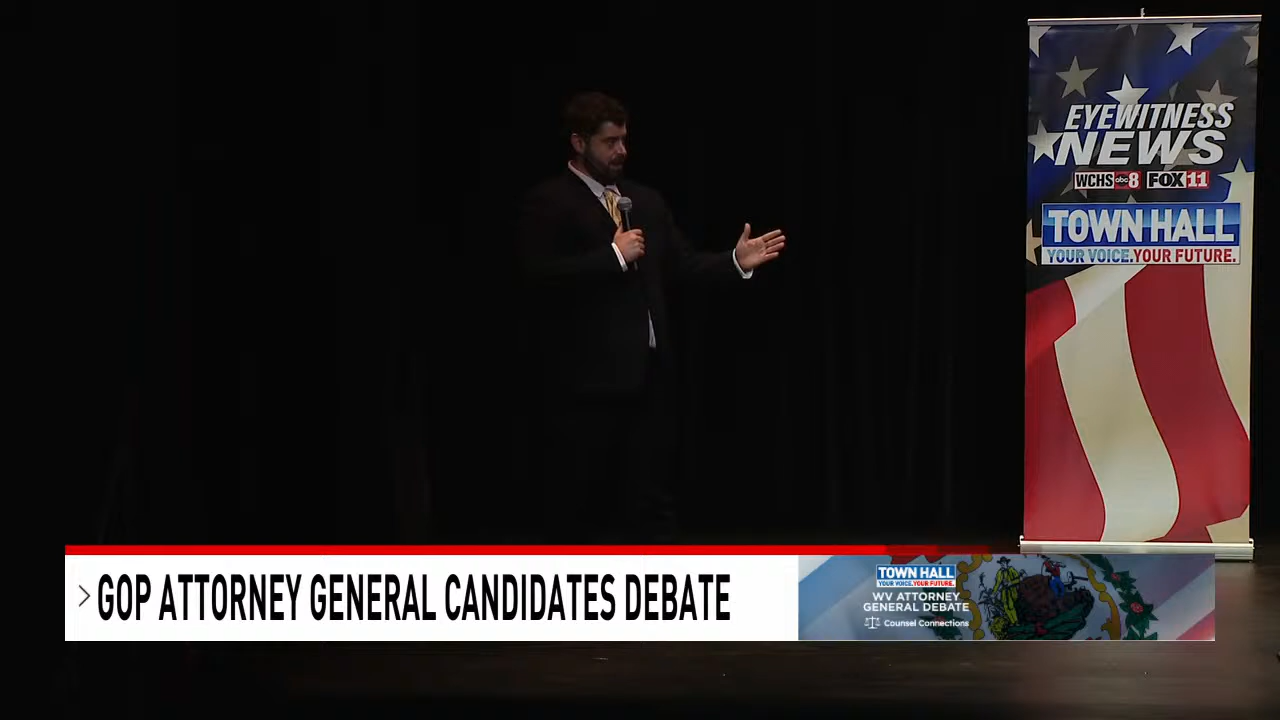 EYEWITNESS
NEWS
WCHS abc 8 FOX 11
TOWN HALL
YOUR VOICE. YOUR FUTURE.
GOP ATTORNEY GENERAL CANDIDATES DEBATE
TOWN HALL
YOUR VOICE. YOUR FUTURE.
WV ATTORNEY
GENERAL DEBATE
Counsel Connections